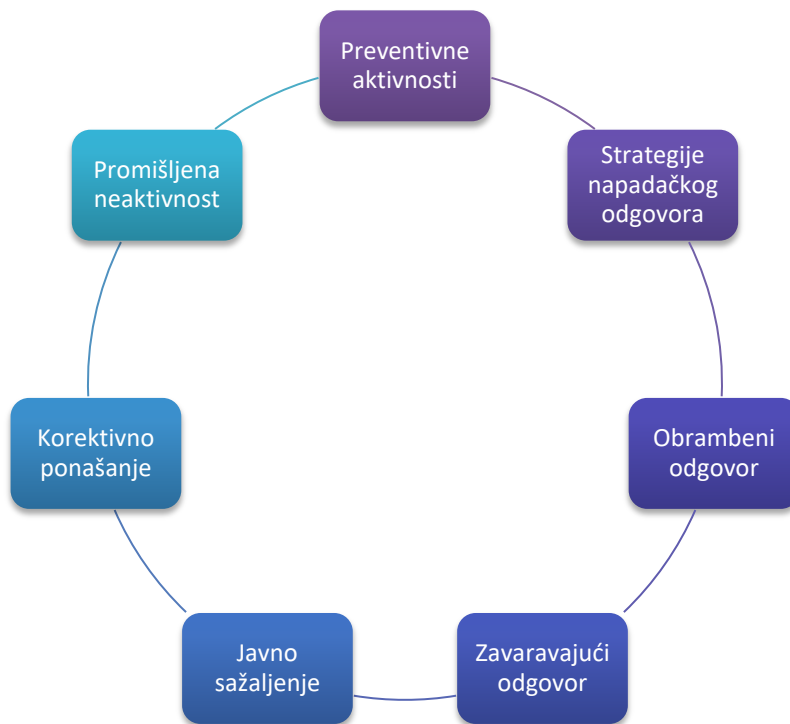 Preventivne
aktivnosti
Strategije
napadačkog
odgovora
Obrambeni
odgovor
Zavaravajući
odgovor
Javno
sažaljenje
Korektivno
ponašanje
Promišljena
neaktivnost